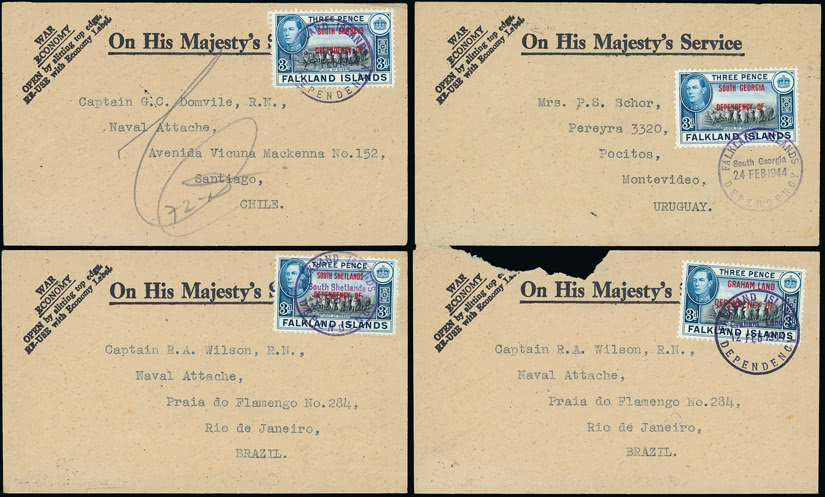 WAR
ECONOMY
OPEN by slitting top edge.
RE-USE with Economy Label.
On His Majesty's S
THREE PENCE
DEPENDENCY OF
3d 3d
FALKLAND ISLANDS
DEPENDENC
Captain G.C. Domvile, R.N.,
Naval Attache,
Avenida Vicuna Mackenna No.152,
Santiago,
CHILE.
72-
WAR
ECONOMY
OPEN by slitting top edge.
RE-USE with Economy Label.
On His Majesty's Service
THREE PENCE
SOUTH GEORGIA
DEPENDENCY OF
3d 3d
FALKLAND ISLANDS
FALKLAND ISLANDS
South Georgia
24 FEB 1944
DEPENDENCY
Mrs. P.S. Schor,
Pereyra 3320,
Pocitos,
Montevideo,
URUGUAY.
WAR
ECONOMY
OPEN by slitting top edge.
RE-USE with Economy Label.
On His Majesty's S
THREE PENCE
SOUTH SHETLANDS
South Shetlands
DEPENDENCY OF
3d 3d
FALKLAND ISLANDS
Captain R.A. Wilson, R.N.,
Naval Attache,
Praia do Flamengo No.284,
Rio de Janeiro,
BRAZIL.
WAR
ECONOMY
OPEN by slitting top e
RE-USE with Economy Label.
On His Majesty's Service
THREE PENCE
GRAHAM LAND
DEPENDENCY OF
3d 3d
FALKLAND ISLANDS
12 FEB 19
DEPENDENC
Captain R.A. Wilson, R.N.,
Naval Attache,
Praia do Flamengo No.284,
Rio de Janeiro,
BRAZIL.